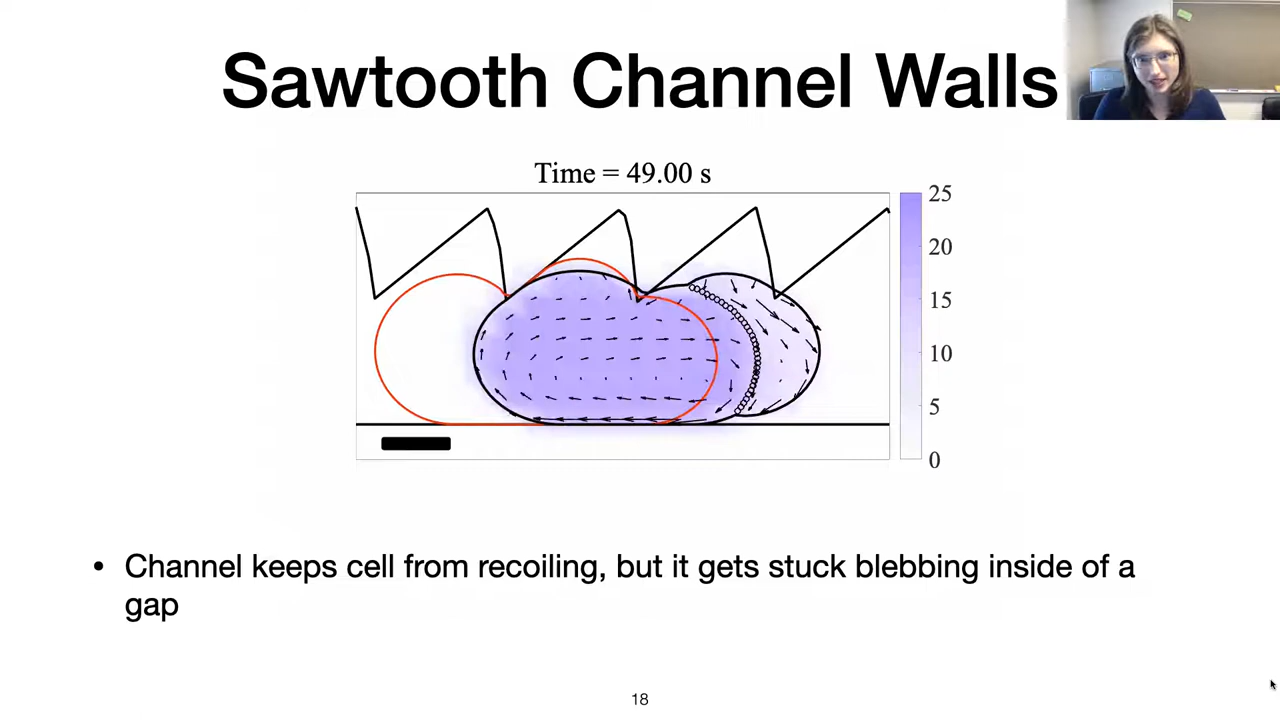 Sawtooth Channel Walls
Time = 49.00 s
25
20
15
10
5
0
• Channel keeps cell from recoiling, but it gets stuck blebbing inside of a
gap
18